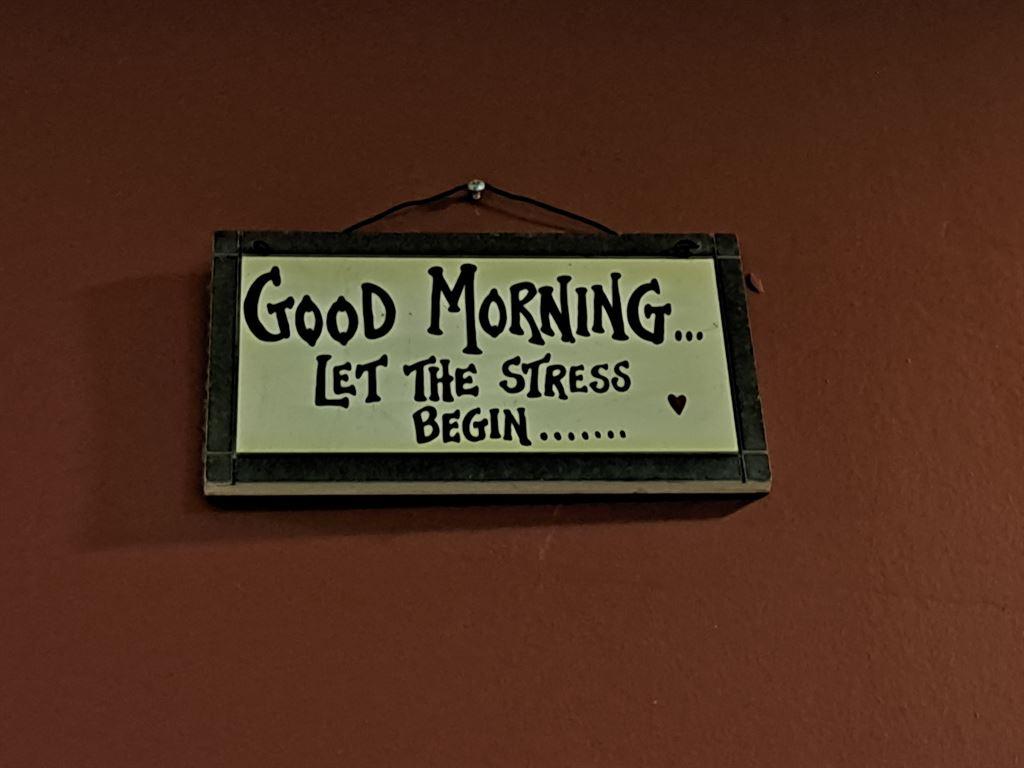 GOOD MORNING...
LET THE STRESS
BEGIN.......